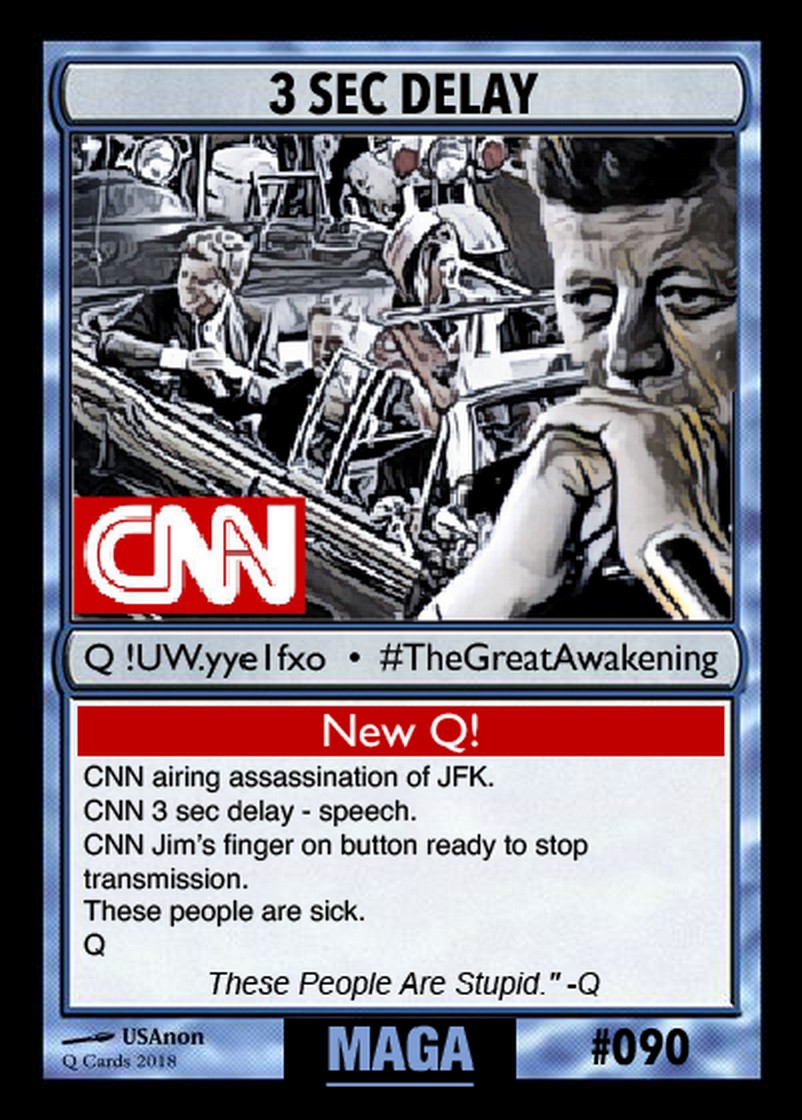 3 SEC DELAY
CNN
Q !UW.yye1fxo • #TheGreatAwakening
New Q!
CNN airing assassination of JFK.
CNN 3 sec delay - speech.
CNN Jim's finger on button ready to stop
transmission.
These people are sick.
Q
These People Are Stupid." -Q
USAnon
Q Cards 2018
MAGA
#090